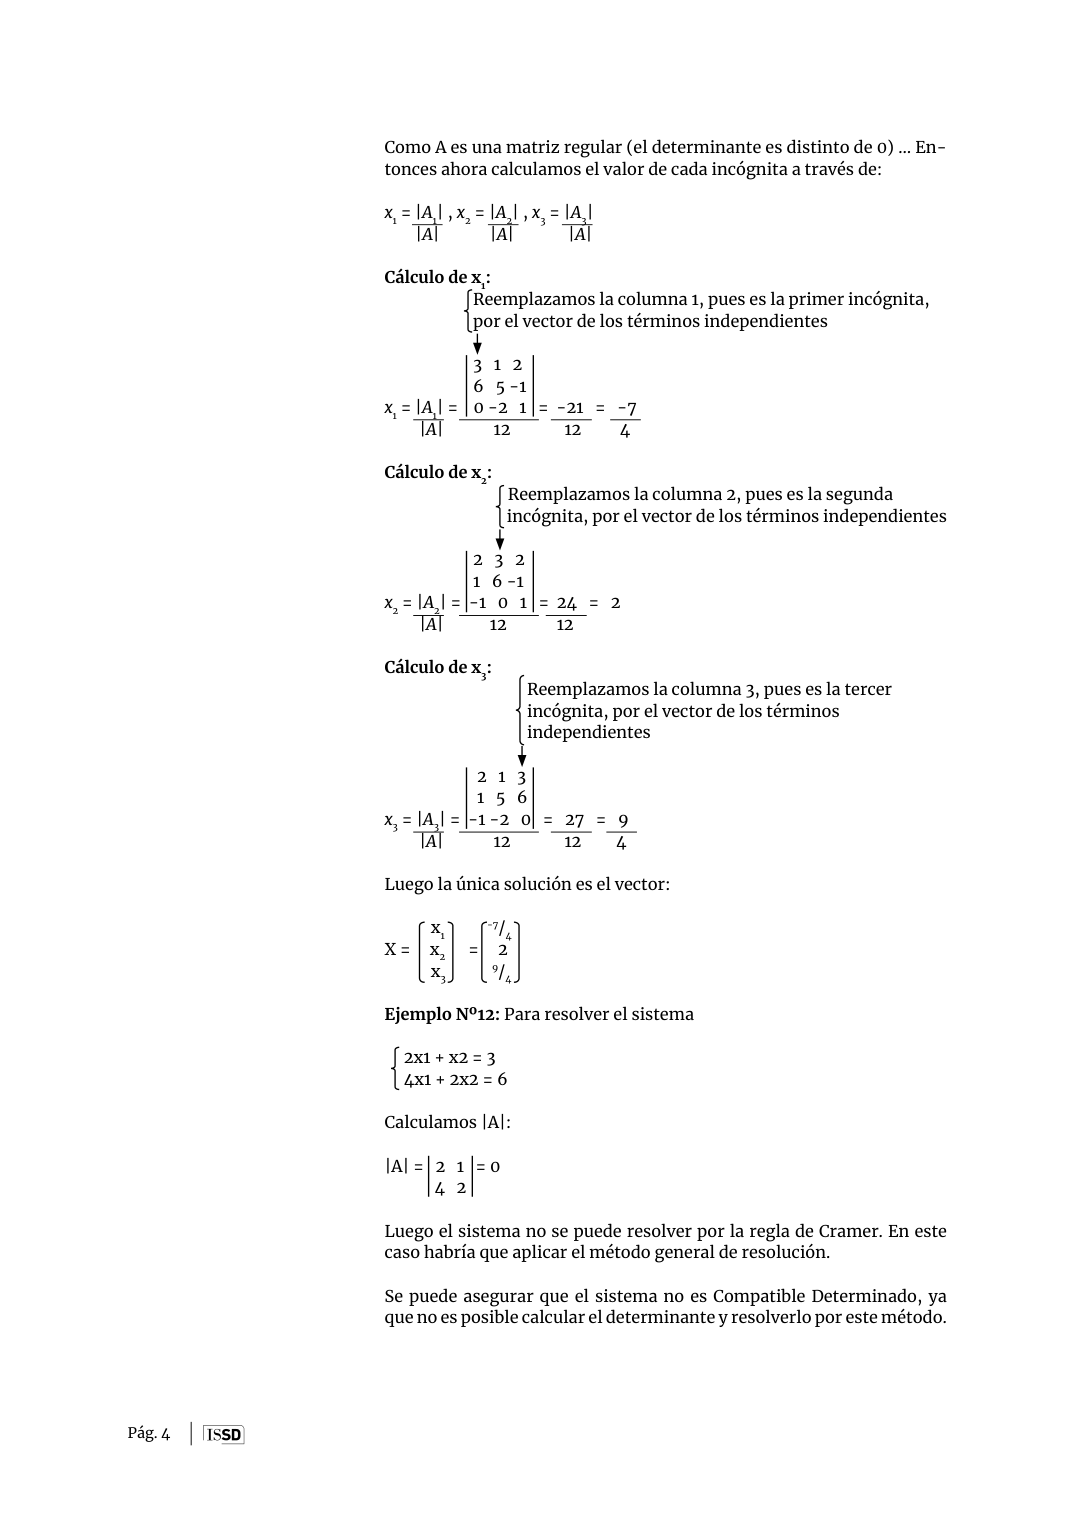 Como A es una matriz regular (el determinante es distinto de 0) ... En-
tonces ahora calculamos el valor de cada incógnita a través de:
x₁ = |A₁| , x₂ = |A₂| , x₃ = |A₃|
|A| |A| |A|
Cálculo de x₁:
Reemplazamos la columna 1, pues es la primer incógnita,
por el vector de los términos independientes
3 1 2
6 5 -1
x₁ = |A₁| = 0 -2 1 = -21 = -7
|A| 12 12 4
Cálculo de x₂:
Reemplazamos la columna 2, pues es la segunda
incógnita, por el vector de los términos independientes
2 3 2
1 6 -1
x₂ = |A₂| = -1 0 1 = 24 = 2
|A| 12 12
Cálculo de x₃:
Reemplazamos la columna 3, pues es la tercer
incógnita, por el vector de los términos
independientes
2 1 3
1 5 6
x₃ = |A₃| = -1 -2 0 = 27 = 9
|A| 12 12 4
Luego la única solución es el vector:
x₁ ⁻⁷/₄
X = x₂ = 2
x₃ ⁹/₄
Ejemplo Nº12: Para resolver el sistema
2x1 + x2 = 3
4x1 + 2x2 = 6
Calculamos |A|:
|A| = 2 1 = 0
4 2
Luego el sistema no se puede resolver por la regla de Cramer. En este
caso habría que aplicar el método general de resolución.
Se puede asegurar que el sistema no es Compatible Determinado, ya
que no es posible calcular el determinante y resolverlo por este método.
Pág. 4 | ISSD